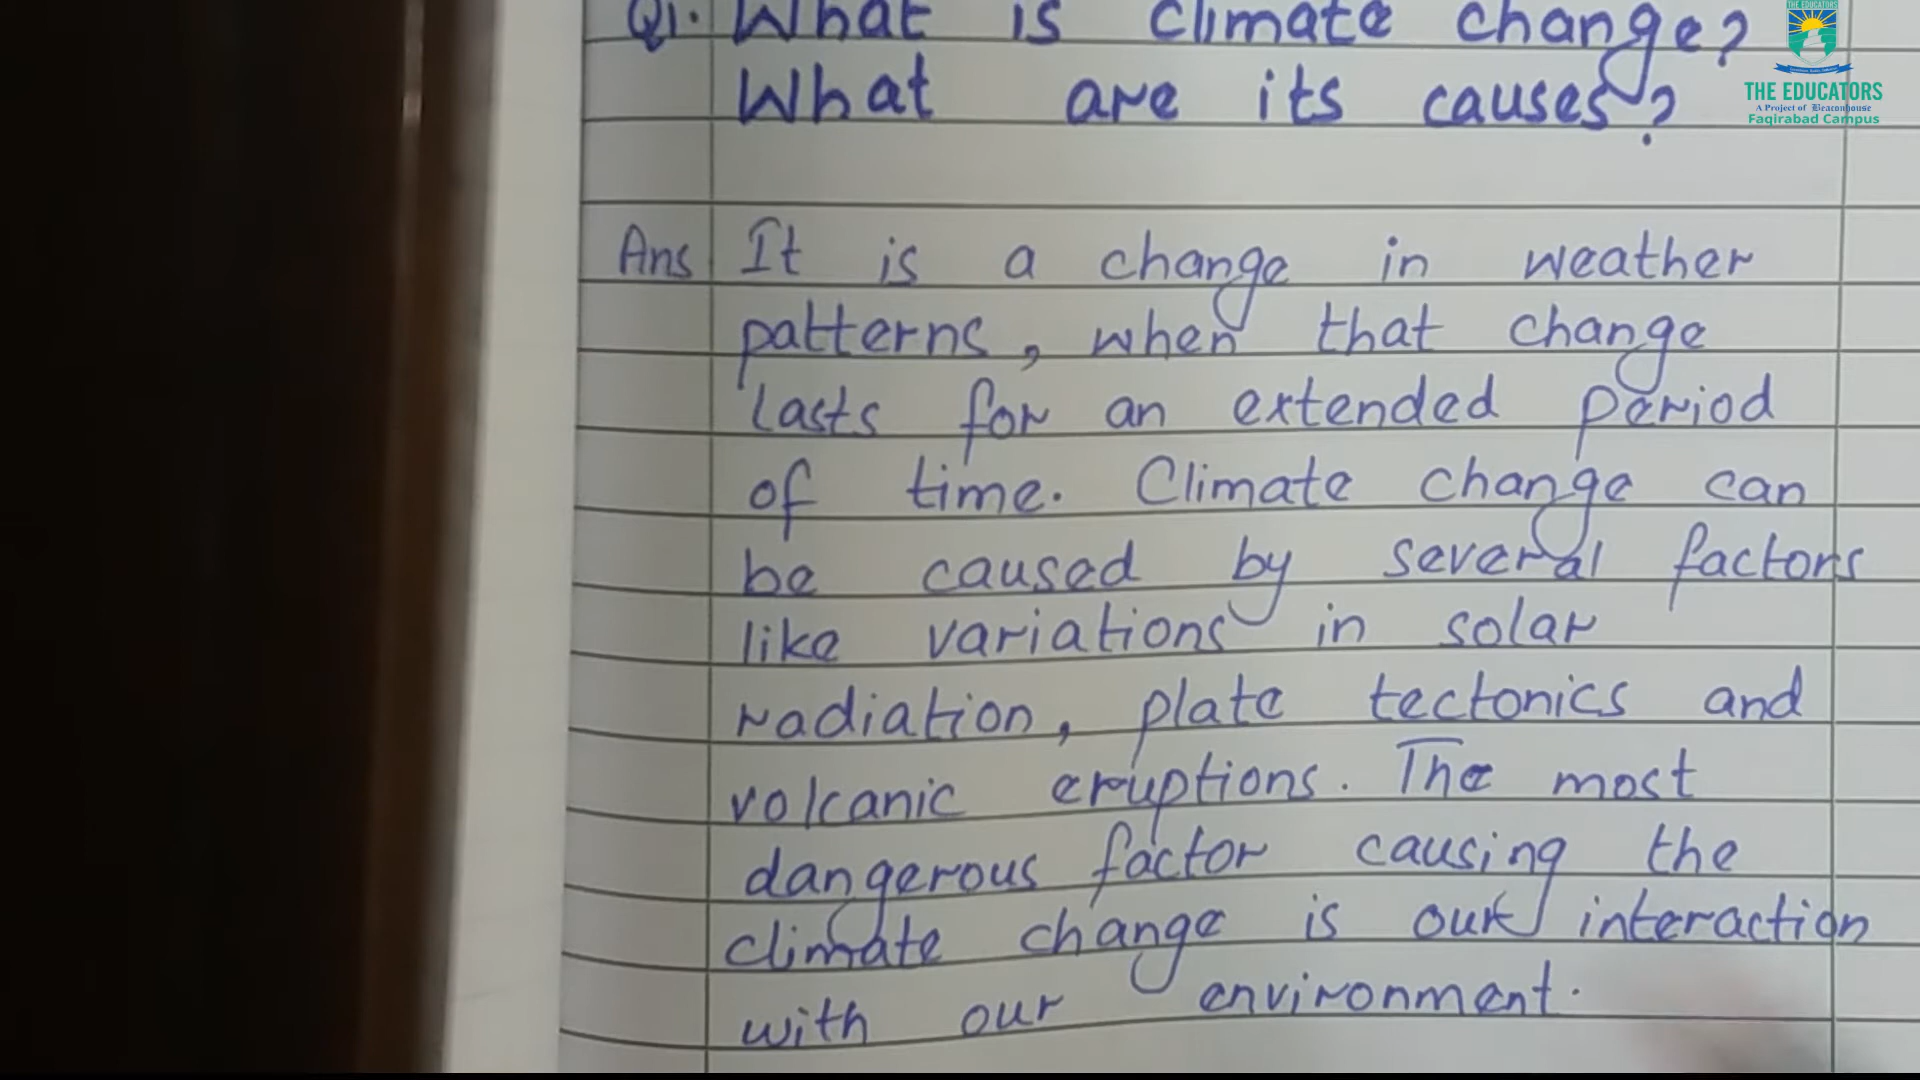 Q1. What is climate change?
What are its causes?
THE EDUCATORS
THE EDUCATORS
A Project of Beaconhouse
Faqirabad Campus
Ans It is a change in weather
patterns, when that change
lasts for an extended period
of time. Climate change can
be caused by several factors
like variations in solar
radiation, plate tectonics and
volcanic eruptions. The most
dangerous factor causing the
climate change is our interaction
with our environment.